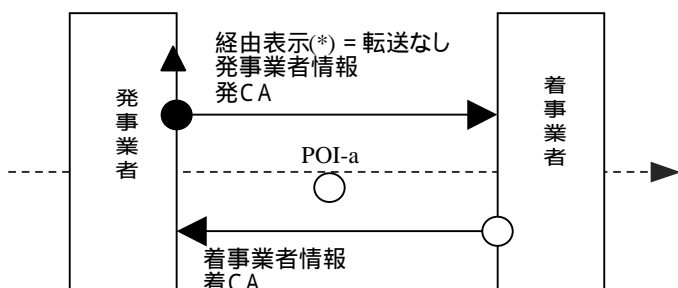 経由表示(*) = 転送なし
発事業者情報
発CA
発事業者
着事業者
POI-a
着事業者情報
着CA